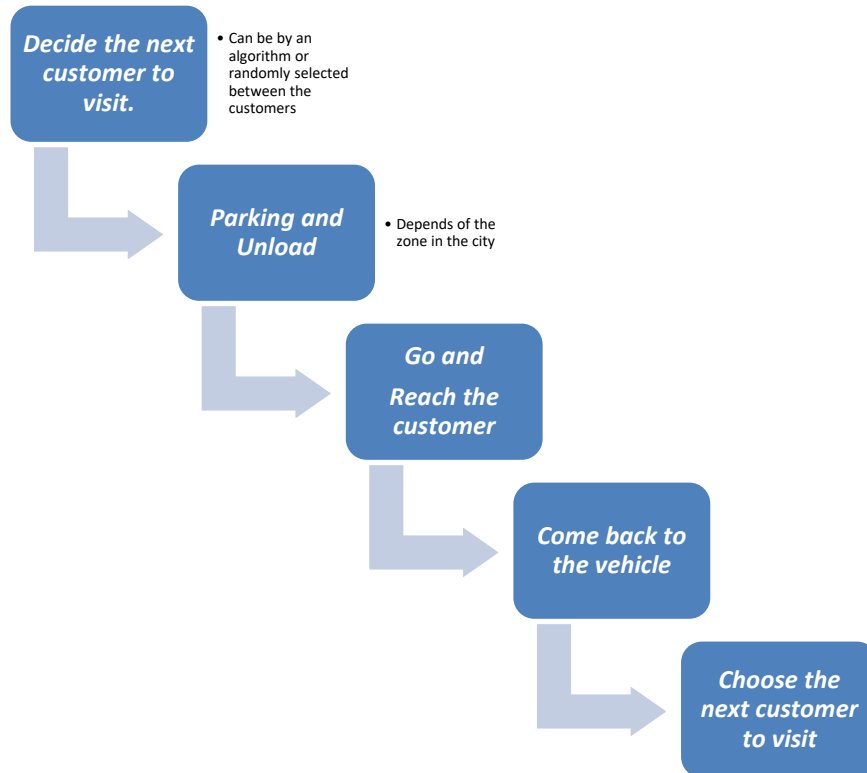 Decide the next
customer to
visit.
• Can be by an
algorithm or
randomly selected
between the
customers
Parking and
Unload
• Depends of the
zone in the city
Go and
Reach the
customer
Come back to
the vehicle
Choose the
next customer
to visit